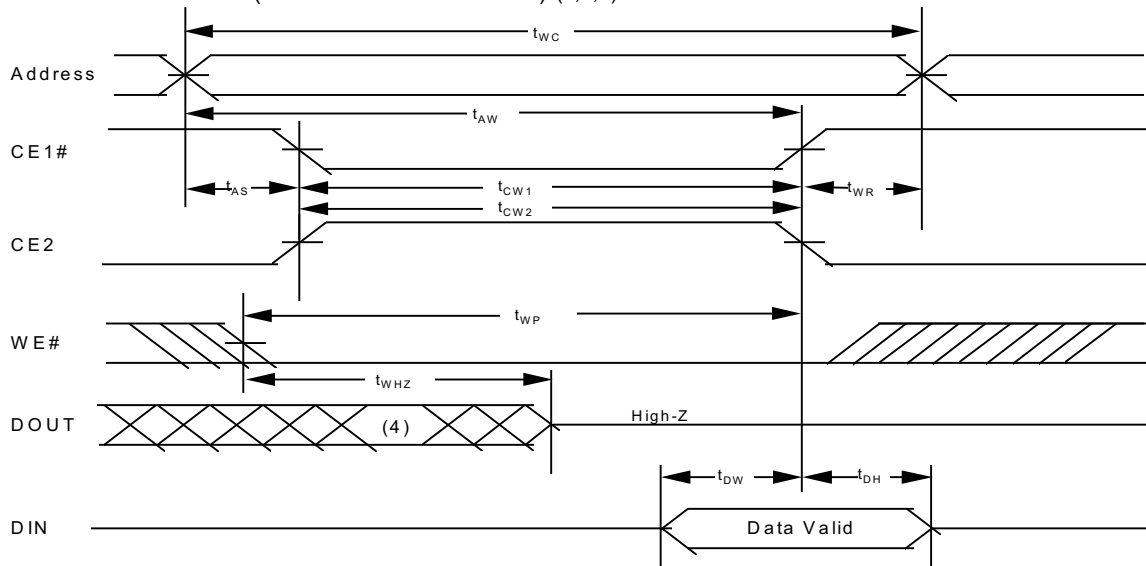 tWC
Address
tAW
CE1#
tAS
tCW1
tWR
tCW2
CE2
tWP
WE#
tWHZ
DOUT
(4)
High-Z
tDW
tDH
DIN
Data Valid